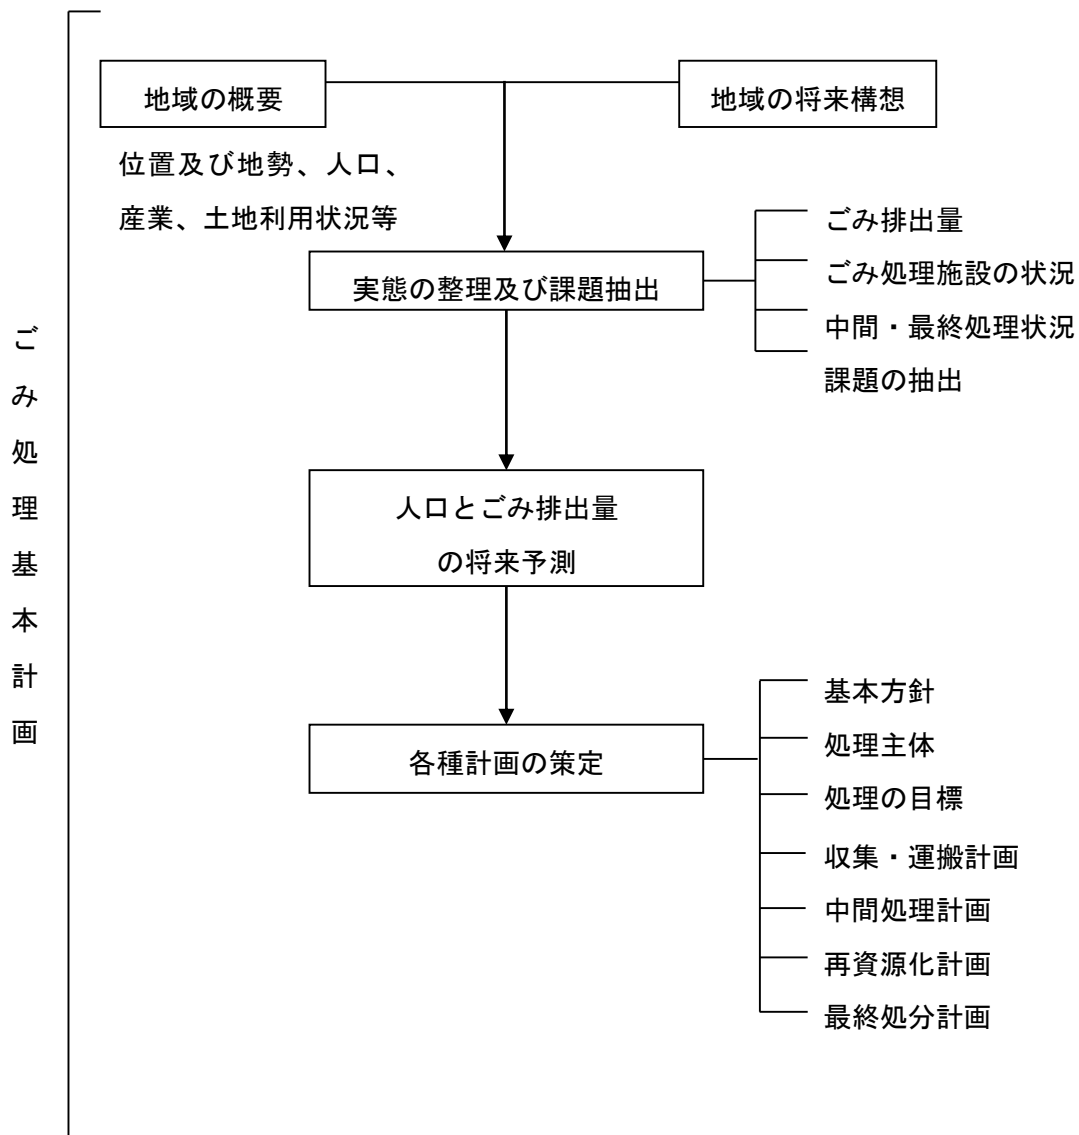 ごみ処理基本計画
地域の概要
地域の将来構想
位置及び地勢、人口、
産業、土地利用状況等
実態の整理及び課題抽出
ごみ排出量
ごみ処理施設の状況
中間・最終処理状況
課題の抽出
人口とごみ排出量
の将来予測
各種計画の策定
基本方針
処理主体
処理の目標
収集・運搬計画
中間処理計画
再資源化計画
最終処分計画